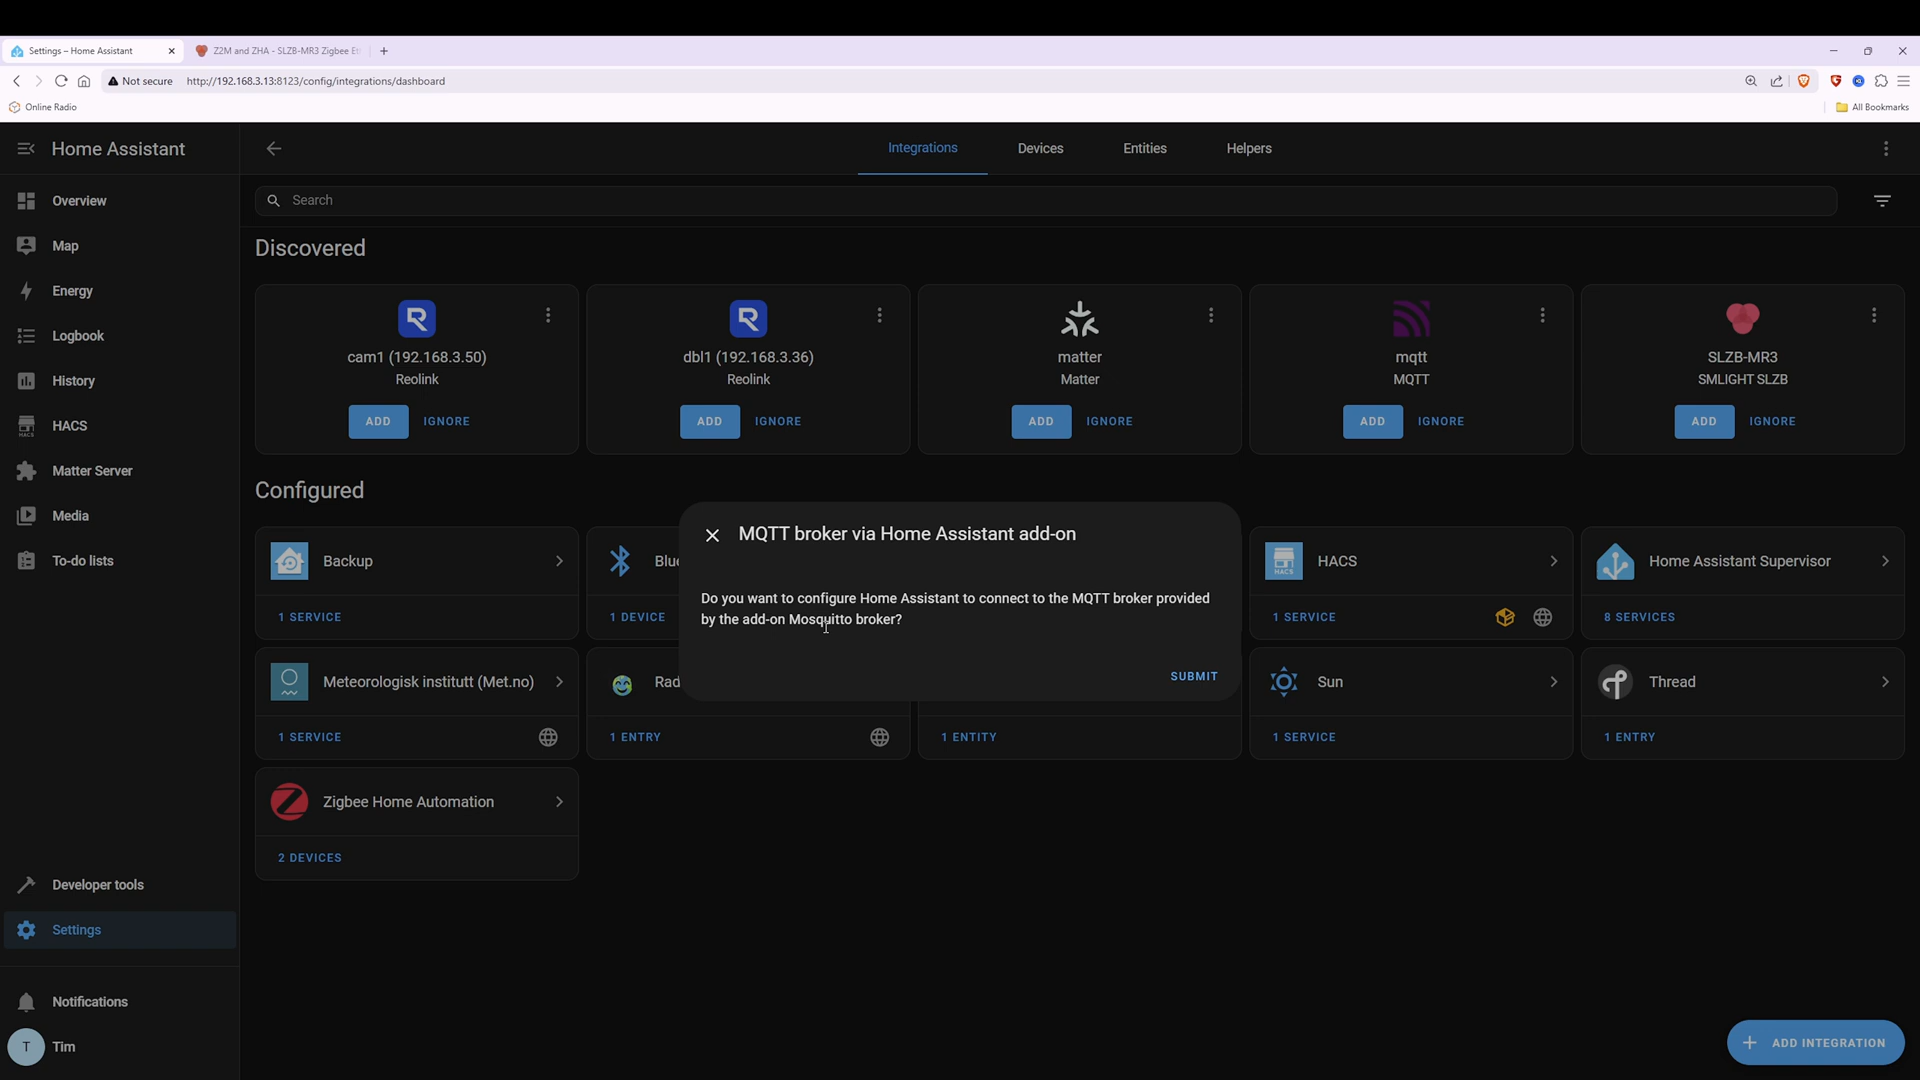 Settings – Home Assistant
Z2M and ZHA - SLZB-MR3 Zigbee Et
Not secure
http://192.168.3.13:8123/config/integrations/dashboard
Online Radio
All Bookmarks
Home Assistant
Integrations
Devices
Entities
Helpers
Overview
Map
Energy
Logbook
History
HACS
HACS
Matter Server
Media
To-do lists
Developer tools
Settings
Notifications
T
Tim
Search
Discovered
cam1 (192.168.3.50)
Reolink
ADD IGNORE
dbl1 (192.168.3.36)
Reolink
ADD IGNORE
matter
Matter
ADD IGNORE
mqtt
MQTT
ADD IGNORE
SLZB-MR3
SMLIGHT SLZB
ADD IGNORE
Configured
Backup
1 SERVICE
Blue
1 DEVICE
MQTT broker via Home Assistant add-on
Do you want to configure Home Assistant to connect to the MQTT broker provided
by the add-on Mosquitto broker?
SUBMIT
HACS
HACS
1 SERVICE
Home Assistant Supervisor
8 SERVICES
Meteorologisk institutt (Met.no)
1 SERVICE
Rad
1 ENTRY
1 ENTITY
Sun
1 SERVICE
Thread
1 ENTRY
Zigbee Home Automation
2 DEVICES
ADD INTEGRATION